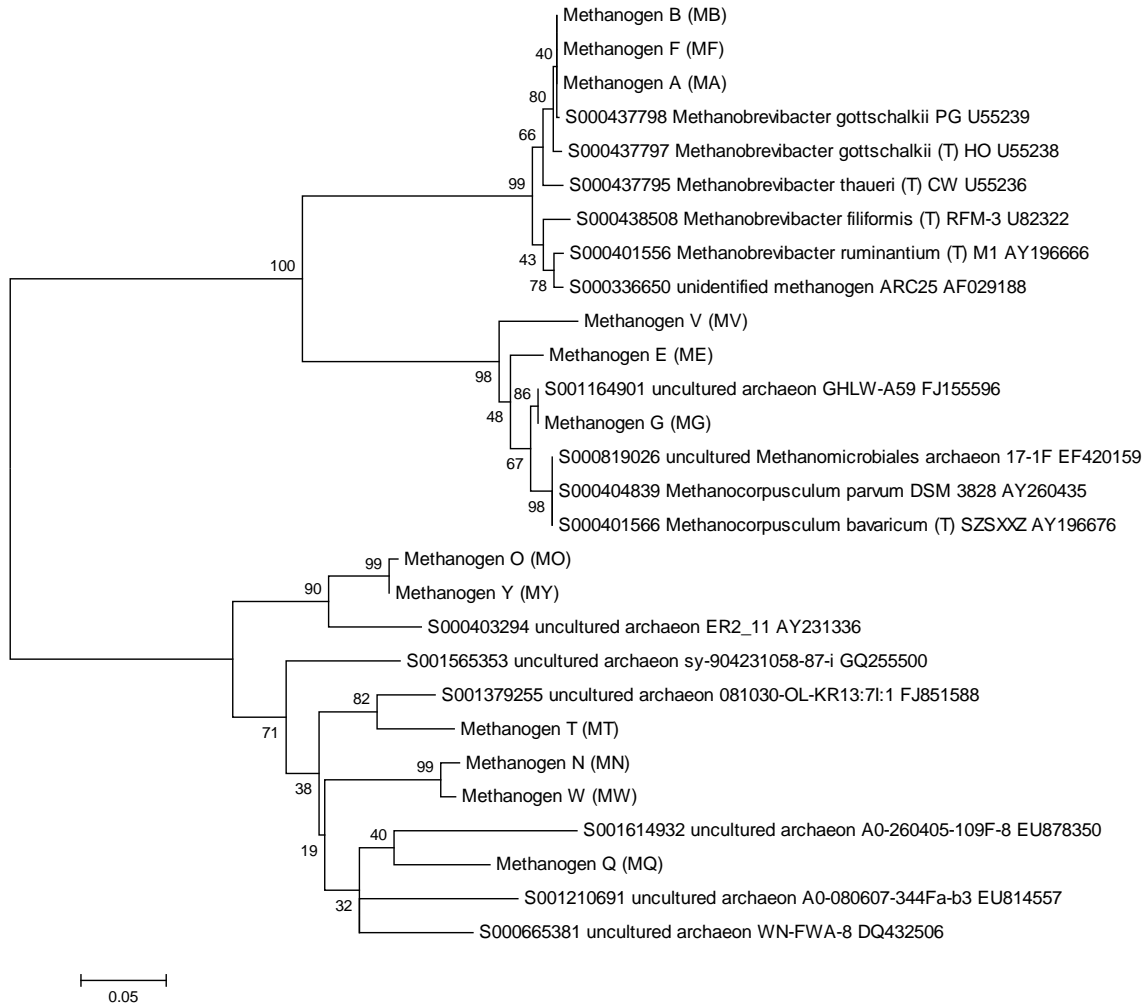 Methanogen B (MB)
40
Methanogen F (MF)
Methanogen A (MA)
80
S000437798 Methanobrevibacter gottschalkii PG U55239
66
S000437797 Methanobrevibacter gottschalkii (T) HO U55238
99
S000437795 Methanobrevibacter thaueri (T) CW U55236
S000438508 Methanobrevibacter filiformis (T) RFM-3 U82322
43
S000401556 Methanobrevibacter ruminantium (T) M1 AY196666
100
78
S000336650 unidentified methanogen ARC25 AF029188
Methanogen V (MV)
Methanogen E (ME)
98
86
S001164901 uncultured archaeon GHLW-A59 FJ155596
48
Methanogen G (MG)
67
S000819026 uncultured Methanomicrobiales archaeon 17-1F EF420159
S000404839 Methanocorpusculum parvum DSM 3828 AY260435
98
S000401566 Methanocorpusculum bavaricum (T) SZSXXZ AY196676
99
Methanogen O (MO)
90
Methanogen Y (MY)
S000403294 uncultured archaeon ER2_11 AY231336
S001565353 uncultured archaeon sy-904231058-87-i GQ255500
82
S001379255 uncultured archaeon 081030-OL-KR13:7I:1 FJ851588
71
Methanogen T (MT)
99
Methanogen N (MN)
38
Methanogen W (MW)
40
S001614932 uncultured archaeon A0-260405-109F-8 EU878350
19
Methanogen Q (MQ)
32
S001210691 uncultured archaeon A0-080607-344Fa-b3 EU814557
S000665381 uncultured archaeon WN-FWA-8 DQ432506
0.05